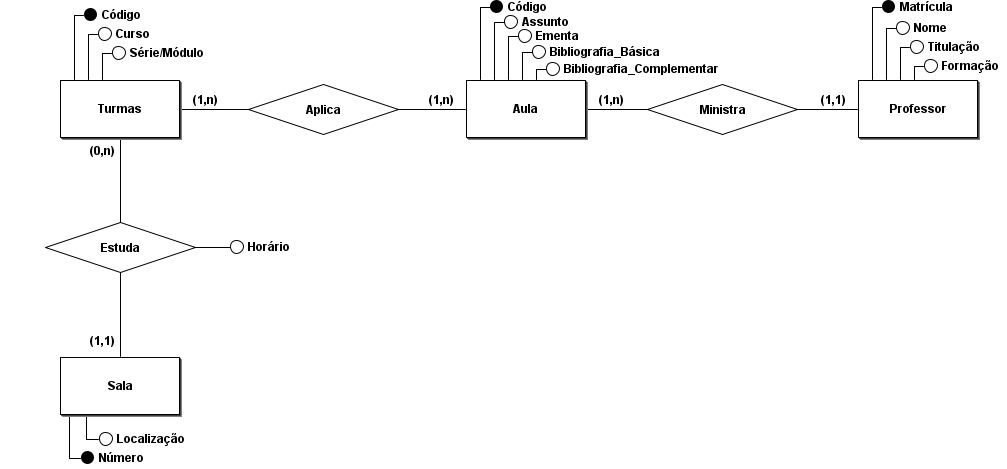 Código
Curso
Série/Módulo
Turmas
(1,n)
Aplica
(1,n)
Código
Assunto
Ementa
Bibliografia_Básica
Bibliografia_Complementar
Aula
(1,n)
Ministra
(1,1)
Matrícula
Nome
Titulação
Formação
Professor
(0,n)
Estuda
Horário
(1,1)
Sala
Localização
Número